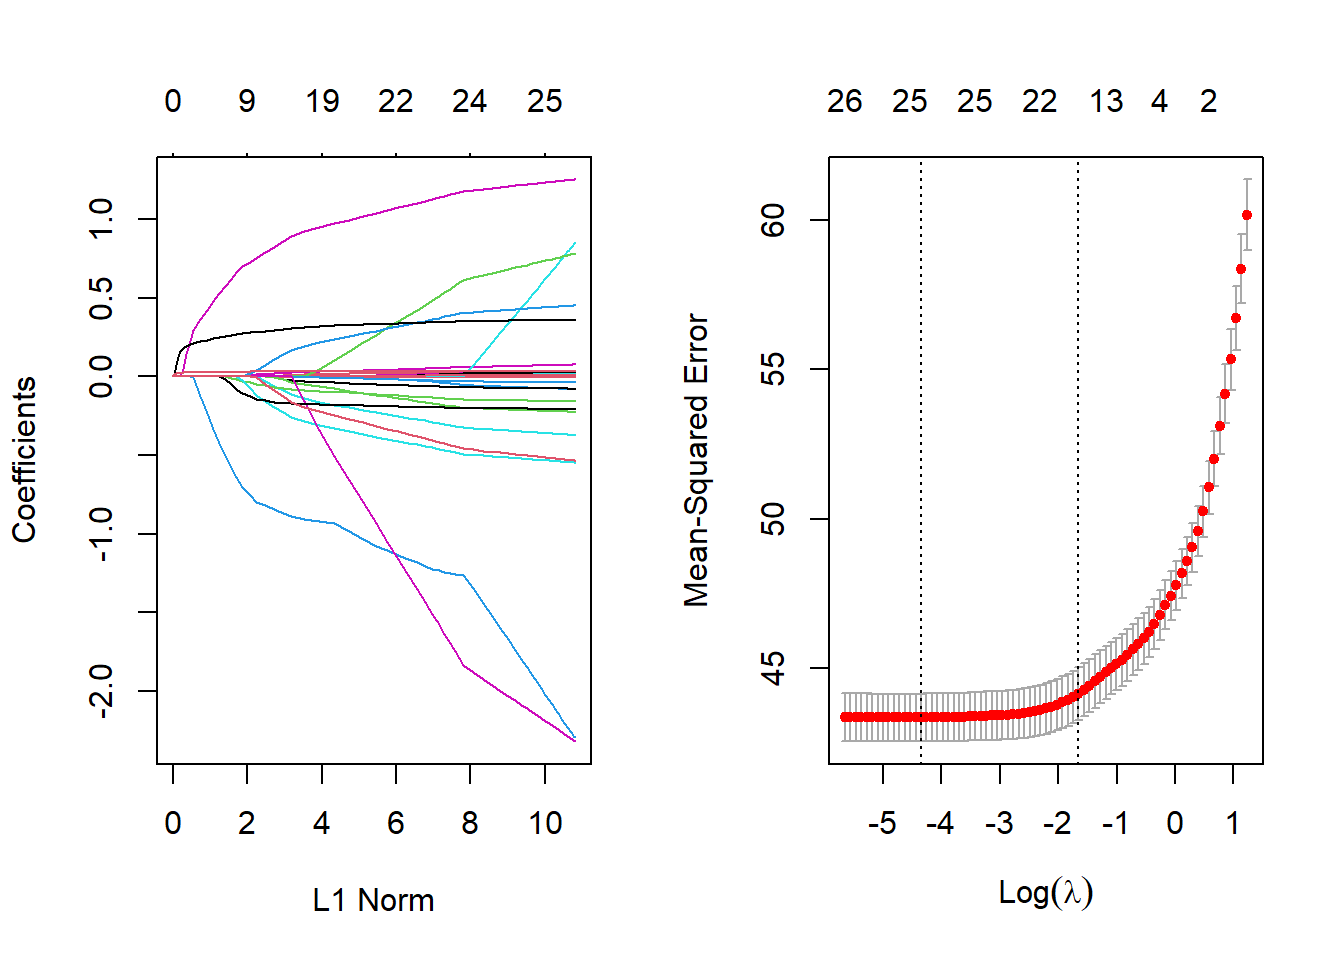 0 9 19 22 24 25
Coefficients
1.0
0.5
0.0
-1.0
-2.0
0 2 4 6 8 10
L1 Norm
26 25 25 22 13 4 2
Mean-Squared Error
60
55
50
45
-5 -4 -3 -2 -1 0 1
Log(λ)